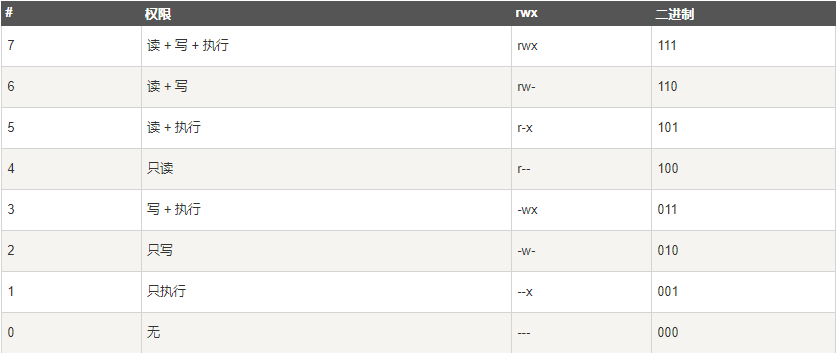 # 权限 rwx 二进制
7 读 + 写 + 执行 rwx 111
6 读 + 写 rw- 110
5 读 + 执行 r-x 101
4 只读 r-- 100
3 写 + 执行 -wx 011
2 只写 -w- 010
1 只执行 --x 001
0 无 --- 000